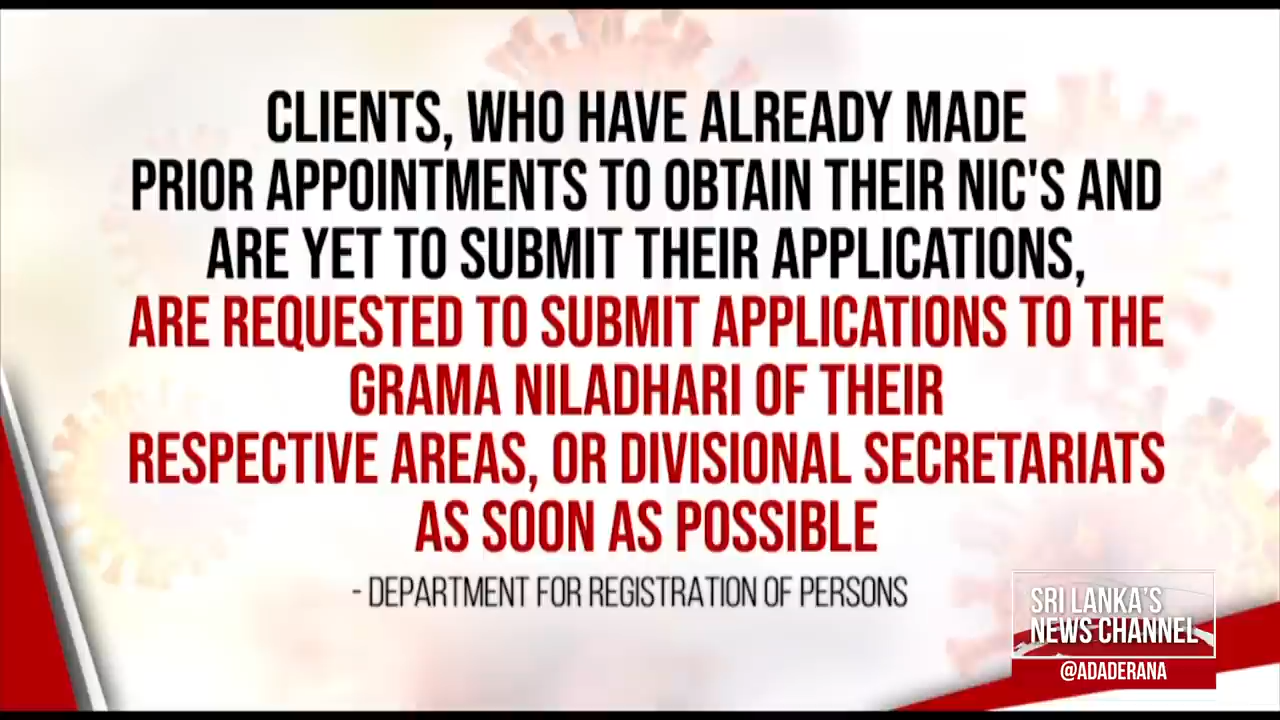 CLIENTS, WHO HAVE ALREADY MADE
PRIOR APPOINTMENTS TO OBTAIN THEIR NIC'S AND
ARE YET TO SUBMIT THEIR APPLICATIONS,
ARE REQUESTED TO SUBMIT APPLICATIONS TO THE
GRAMA NILADHARI OF THEIR
RESPECTIVE AREAS, OR DIVISIONAL SECRETARIATS
AS SOON AS POSSIBLE
- DEPARTMENT FOR REGISTRATION OF PERSONS
SRI LANKA'S
NEWS CHANNEL
@ADADERANA